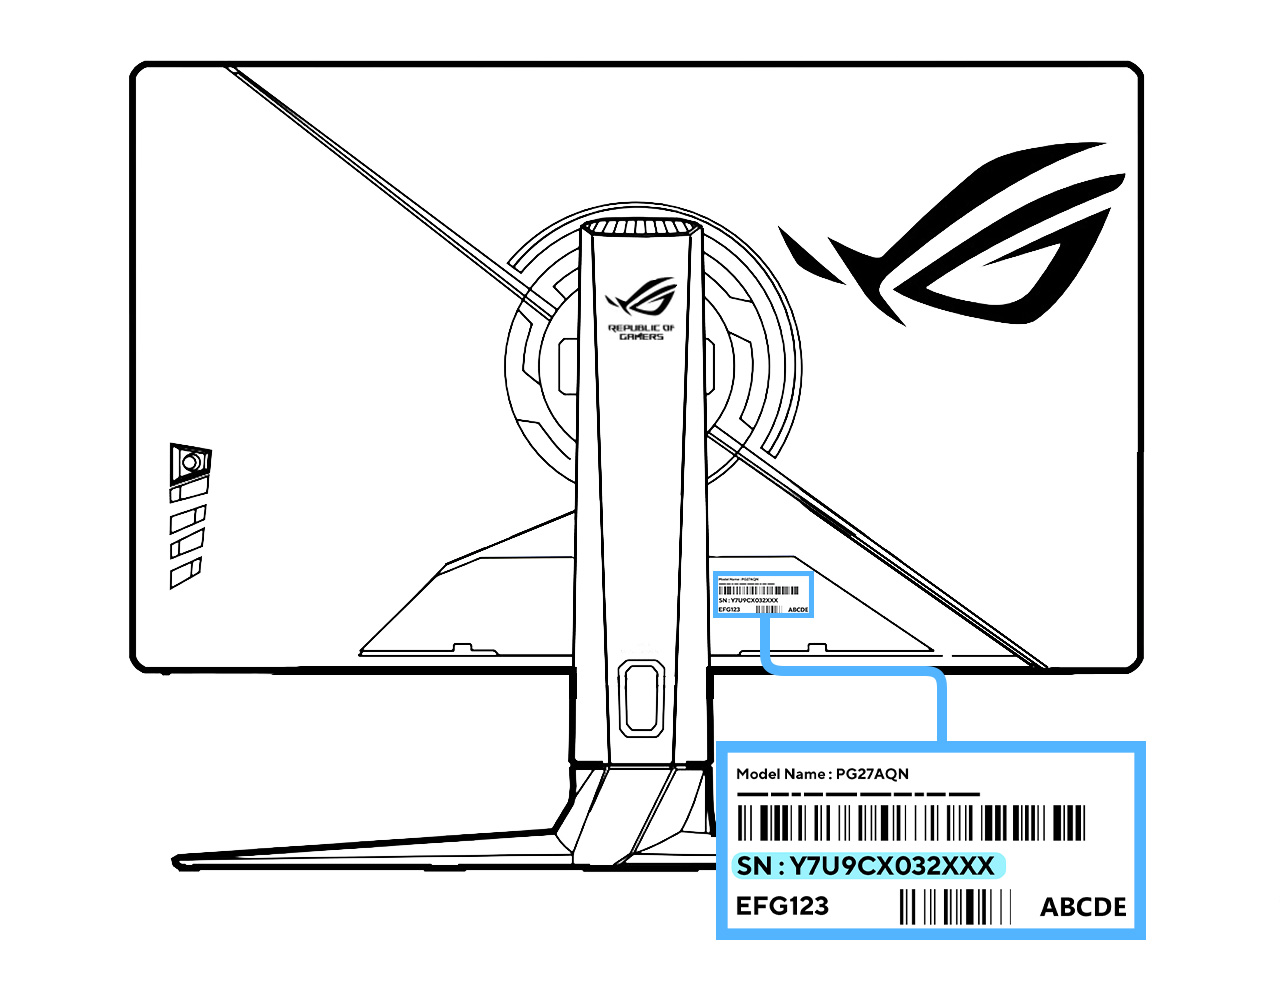 REPUBLIC OF
GAMERS
Model Name : PG27AQN
SN : Y7U9CX032XXX
EFG123 ABCDE
Model Name : PG27AQN
SN : Y7U9CX032XXX
EFG123 ABCDE